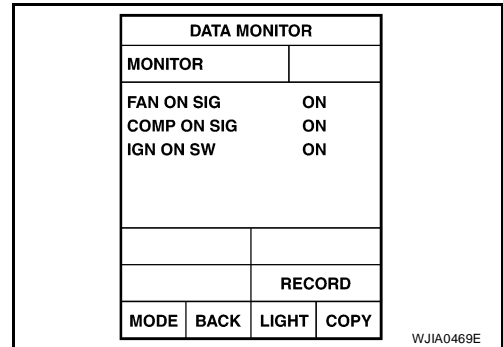 DATA MONITOR
MONITOR
FAN ON SIG ON
COMP ON SIG ON
IGN ON SW ON
RECORD
MODE BACK LIGHT COPY
WJIA0469E